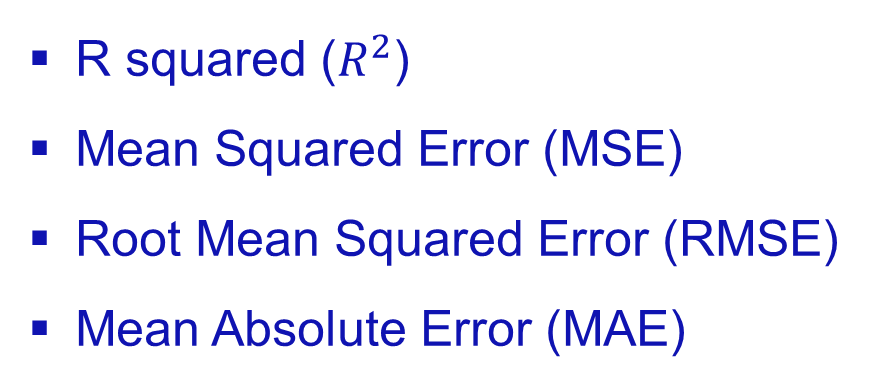 ▪ R squared (R²)
▪ Mean Squared Error (MSE)
▪ Root Mean Squared Error (RMSE)
▪ Mean Absolute Error (MAE)